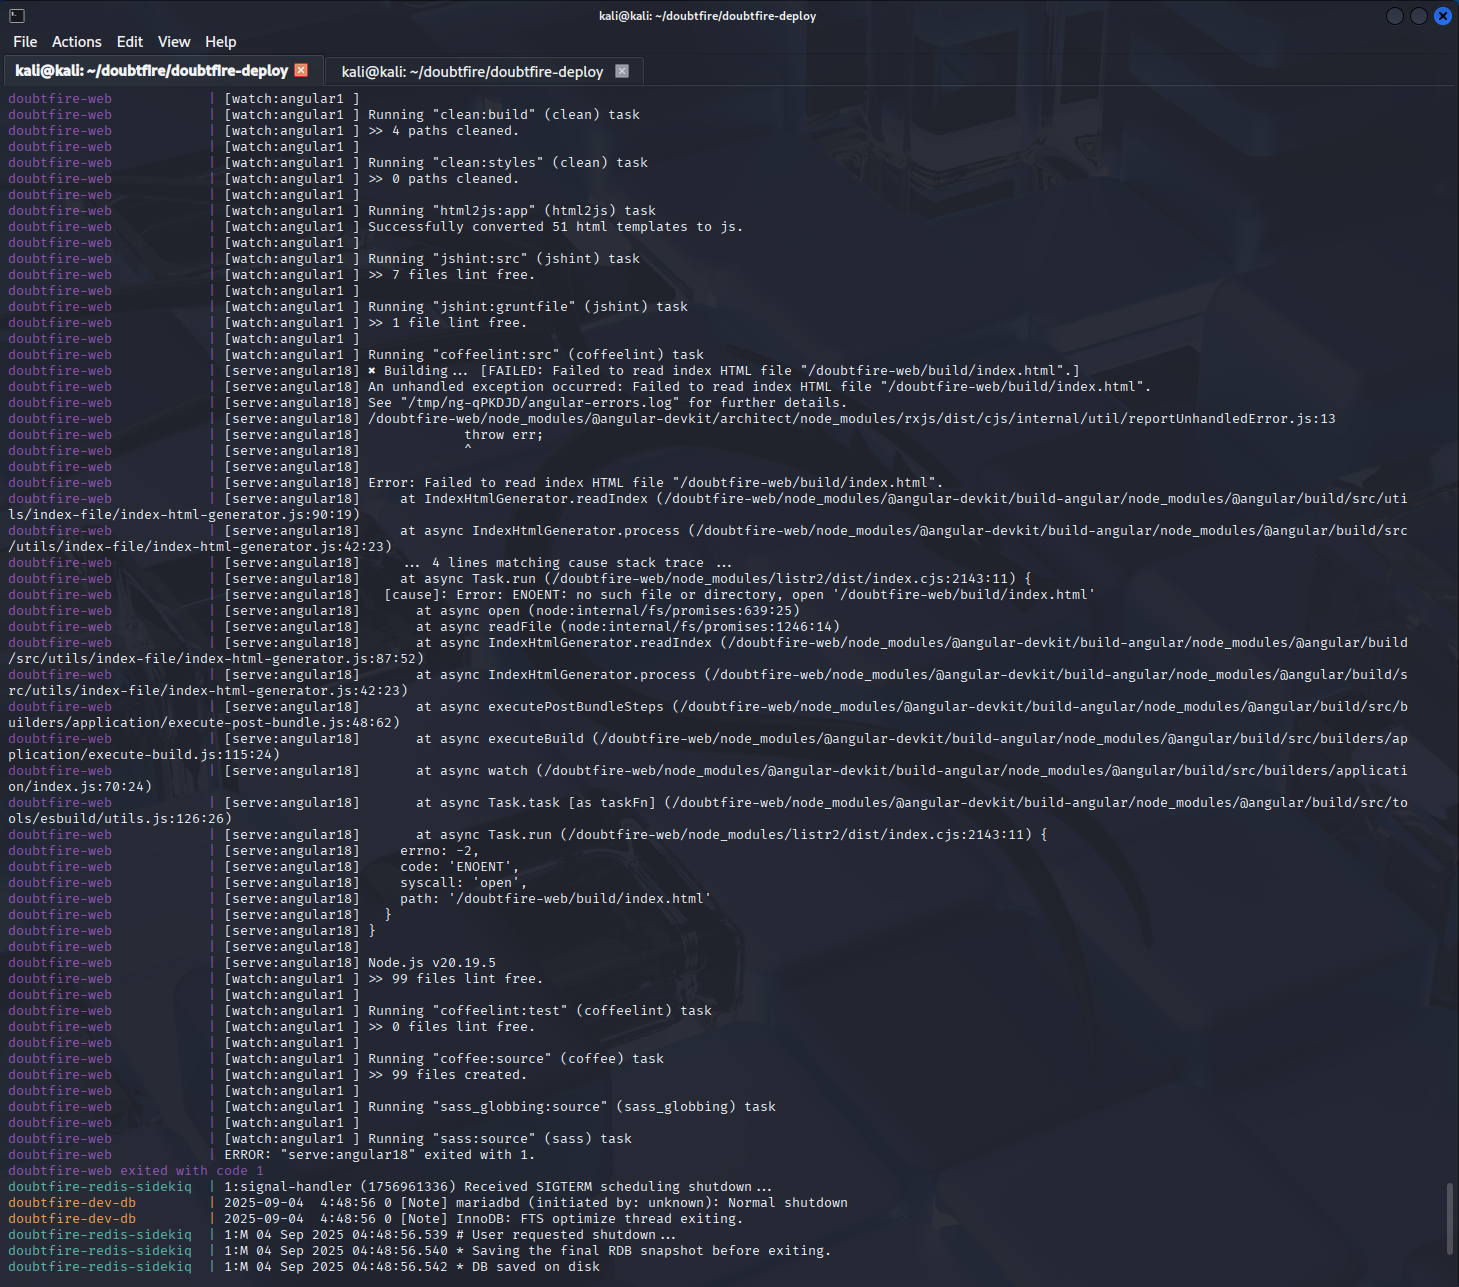 kali@kali: ~/doubtfire/doubtfire-deploy
File Actions Edit View Help
kali@kali: ~/doubtfire/doubtfire-deploy kali@kali: ~/doubtfire/doubtfire-deploy
doubtfire-web | [watch:angular1 ]
doubtfire-web | [watch:angular1 ] Running "clean:build" (clean) task
doubtfire-web | [watch:angular1 ] >> 4 paths cleaned.
doubtfire-web | [watch:angular1 ]
doubtfire-web | [watch:angular1 ] Running "clean:styles" (clean) task
doubtfire-web | [watch:angular1 ] >> 0 paths cleaned.
doubtfire-web | [watch:angular1 ]
doubtfire-web | [watch:angular1 ] Running "html2js:app" (html2js) task
doubtfire-web | [watch:angular1 ] Successfully converted 51 html templates to js.
doubtfire-web | [watch:angular1 ]
doubtfire-web | [watch:angular1 ] Running "jshint:src" (jshint) task
doubtfire-web | [watch:angular1 ] >> 7 files lint free.
doubtfire-web | [watch:angular1 ]
doubtfire-web | [watch:angular1 ] Running "jshint:gruntfile" (jshint) task
doubtfire-web | [watch:angular1 ] >> 1 file lint free.
doubtfire-web | [watch:angular1 ]
doubtfire-web | [watch:angular1 ] Running "coffeelint:src" (coffeelint) task
doubtfire-web | [serve:angular18] ✖ Building... [FAILED: Failed to read index HTML file "/doubtfire-web/build/index.html".]
doubtfire-web | [serve:angular18] An unhandled exception occurred: Failed to read index HTML file "/doubtfire-web/build/index.html".
doubtfire-web | [serve:angular18] See "/tmp/ng-qPKDJD/angular-errors.log" for further details.
doubtfire-web | [serve:angular18] /doubtfire-web/node_modules/@angular-devkit/architect/node_modules/rxjs/dist/cjs/internal/util/reportUnhandledError.js:13
doubtfire-web | [serve:angular18] throw err;
doubtfire-web | [serve:angular18] ^
doubtfire-web | [serve:angular18]
doubtfire-web | [serve:angular18] Error: Failed to read index HTML file "/doubtfire-web/build/index.html".
doubtfire-web | [serve:angular18] at IndexHtmlGenerator.readIndex (/doubtfire-web/node_modules/@angular-devkit/build-angular/node_modules/@angular/build/src/uti
ls/index-file/index-html-generator.js:90:19)
doubtfire-web | [serve:angular18] at async IndexHtmlGenerator.process (/doubtfire-web/node_modules/@angular-devkit/build-angular/node_modules/@angular/build/src
/utils/index-file/index-html-generator.js:42:23)
doubtfire-web | [serve:angular18] ... 4 lines matching cause stack trace ...
doubtfire-web | [serve:angular18] at async Task.run (/doubtfire-web/node_modules/listr2/dist/index.cjs:2143:11) {
doubtfire-web | [serve:angular18] [cause]: Error: ENOENT: no such file or directory, open '/doubtfire-web/build/index.html'
doubtfire-web | [serve:angular18] at async open (node:internal/fs/promises:639:25)
doubtfire-web | [serve:angular18] at async readFile (node:internal/fs/promises:1246:14)
doubtfire-web | [serve:angular18] at async IndexHtmlGenerator.readIndex (/doubtfire-web/node_modules/@angular-devkit/build-angular/node_modules/@angular/build
/src/utils/index-file/index-html-generator.js:87:52)
doubtfire-web | [serve:angular18] at async IndexHtmlGenerator.process (/doubtfire-web/node_modules/@angular-devkit/build-angular/node_modules/@angular/build/s
rc/utils/index-file/index-html-generator.js:42:23)
doubtfire-web | [serve:angular18] at async executePostBundleSteps (/doubtfire-web/node_modules/@angular-devkit/build-angular/node_modules/@angular/build/src/b
uilders/application/execute-post-bundle.js:48:62)
doubtfire-web | [serve:angular18] at async executeBuild (/doubtfire-web/node_modules/@angular-devkit/build-angular/node_modules/@angular/build/src/builders/ap
plication/execute-build.js:115:24)
doubtfire-web | [serve:angular18] at async watch (/doubtfire-web/node_modules/@angular-devkit/build-angular/node_modules/@angular/build/src/builders/applicati
on/index.js:70:24)
doubtfire-web | [serve:angular18] at async Task.task [as taskFn] (/doubtfire-web/node_modules/@angular-devkit/build-angular/node_modules/@angular/build/src/to
ols/esbuild/utils.js:126:26)
doubtfire-web | [serve:angular18] at async Task.run (/doubtfire-web/node_modules/listr2/dist/index.cjs:2143:11) {
doubtfire-web | [serve:angular18] errno: -2,
doubtfire-web | [serve:angular18] code: 'ENOENT',
doubtfire-web | [serve:angular18] syscall: 'open',
doubtfire-web | [serve:angular18] path: '/doubtfire-web/build/index.html'
doubtfire-web | [serve:angular18] }
doubtfire-web | [serve:angular18] }
doubtfire-web | [serve:angular18]
doubtfire-web | [serve:angular18] Node.js v20.19.5
doubtfire-web | [watch:angular1 ] >> 99 files lint free.
doubtfire-web | [watch:angular1 ]
doubtfire-web | [watch:angular1 ] Running "coffeelint:test" (coffeelint) task
doubtfire-web | [watch:angular1 ] >> 0 files lint free.
doubtfire-web | [watch:angular1 ]
doubtfire-web | [watch:angular1 ] Running "coffee:source" (coffee) task
doubtfire-web | [watch:angular1 ] >> 99 files created.
doubtfire-web | [watch:angular1 ]
doubtfire-web | [watch:angular1 ] Running "sass_globbing:source" (sass_globbing) task
doubtfire-web | [watch:angular1 ]
doubtfire-web | [watch:angular1 ] Running "sass:source" (sass) task
doubtfire-web | ERROR: "serve:angular18" exited with 1.
doubtfire-web exited with code 1
doubtfire-redis-sidekiq | 1:signal-handler (1756961336) Received SIGTERM scheduling shutdown...
doubtfire-dev-db | 2025-09-04 4:48:56 0 [Note] mariadbd (initiated by: unknown): Normal shutdown
doubtfire-dev-db | 2025-09-04 4:48:56 0 [Note] InnoDB: FTS optimize thread exiting.
doubtfire-redis-sidekiq | 1:M 04 Sep 2025 04:48:56.539 # User requested shutdown...
doubtfire-redis-sidekiq | 1:M 04 Sep 2025 04:48:56.540 * Saving the final RDB snapshot before exiting.
doubtfire-redis-sidekiq | 1:M 04 Sep 2025 04:48:56.542 * DB saved on disk